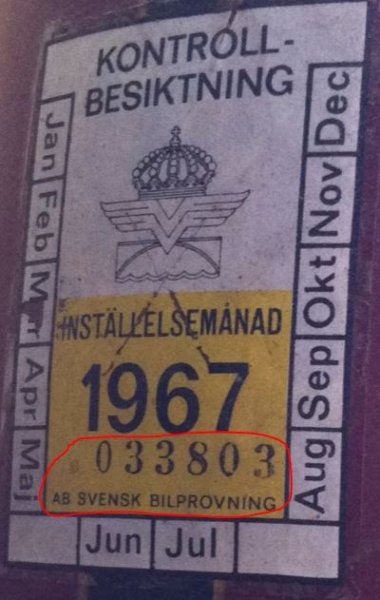 KONTROLL-
BESIKTNING
Jan
Feb
Apr
Maj
Jun
Jul
Aug
Sep
Okt
Nov
Dec
INSTÄLLELSEMÅNAD
1967
033803
AB SVENSK BILPROVNING